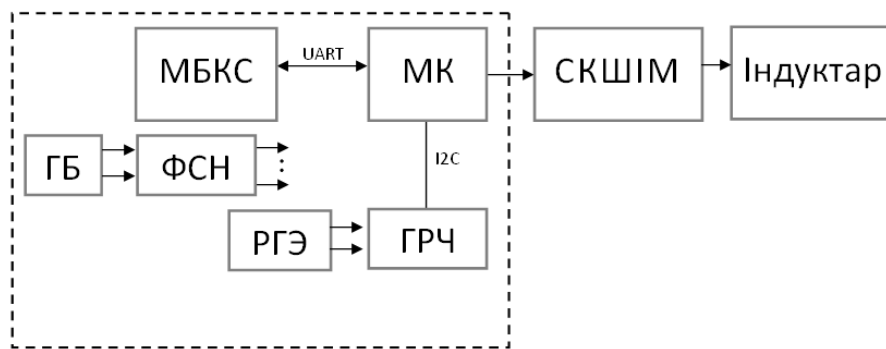 МБКС
UART
МК
СКШІМ
Індуктар
ГБ
ФСН
I2C
РГЭ
ГРЧ